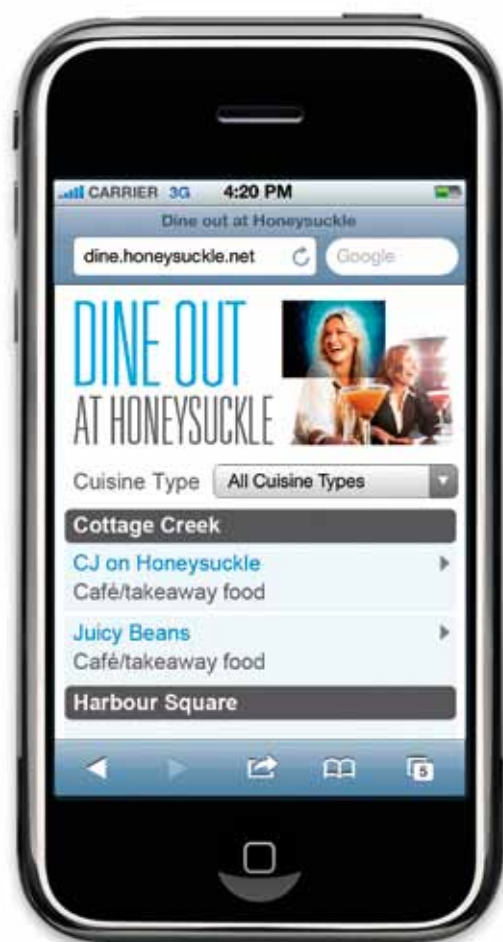 CARRIER 3G 4:20 PM
Dine out at Honeysuckle
dine.honeysuckle.net Google
DINE OUT
AT HONEYSUCKLE
Cuisine Type All Cuisine Types
Cottage Creek
CJ on Honeysuckle
Café/takeaway food
Juicy Beans
Café/takeaway food
Harbour Square
5